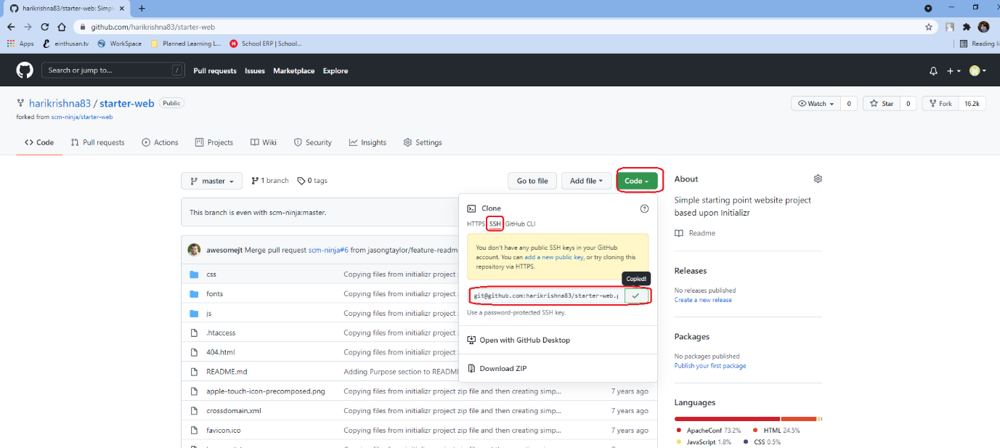 harikrishna83/starter-web: Simpl
github.com/harikrishna83/starter-web
Apps einthusan.tv WorkSpace Planned Learning L... School ERP | School... Reading li
Search or jump to... / Pull requests Issues Marketplace Explore
harikrishna83 / starter-web Public Watch 0 Star 0 Fork 16.2k
forked from scm-ninja/starter-web
<> Code Pull requests Actions Projects Wiki Security Insights Settings
master 1 branch 0 tags Go to file Add file Code
About
Simple starting point website project
based upon Initializr
Readme
Releases
No releases published
Create a new release
Packages
No packages published
Publish your first package
Languages
ApacheConf 73.2% HTML 24.5%
JavaScript 1.8% CSS 0.5%
This branch is even with scm-ninja:master.
Clone
HTTPS SSH GitHub CLI
You don't have any public SSH keys in your GitHub
account. You can add a new public key, or try cloning this
repository via HTTPS.
Copied!
git@github.com:harikrishna83/starter-web.g
Use a password-protected SSH key.
Open with GitHub Desktop
Download ZIP
awesomejt Merge pull request scm-ninja#6 from jasongtaylor/feature-readm
css Copying files from initializr project z
fonts Copying files from initializr project z
js Copying files from initializr project z
.htaccess Copying files from initializr project z
404.html Copying files from initializr project z
README.md Adding Purpose section to README
apple-touch-icon-precomposed.png Copying files from initializr project zip file and then creating simp... 7 years ago
crossdomain.xml Copying files from initializr project zip file and then creating simp... 7 years ago
favicon.ico Copying files from initializr project zip file and then creating simp... 7 years ago